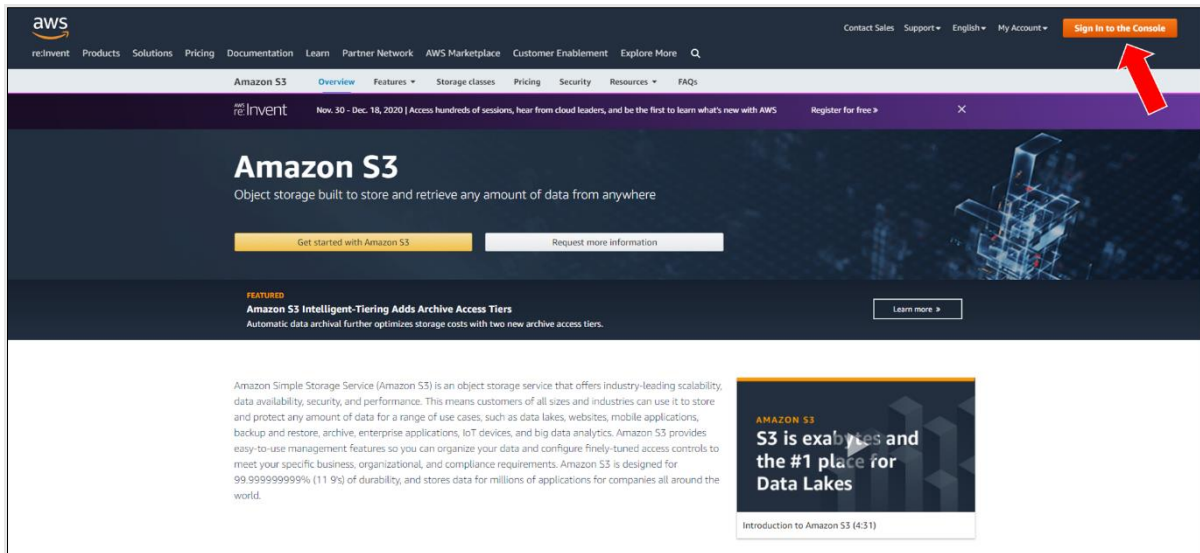 aws
Contact Sales Support English My Account Sign In to the Console
re:Invent Products Solutions Pricing Documentation Learn Partner Network AWS Marketplace Customer Enablement Explore More
Amazon S3 Overview Features Storage classes Pricing Security Resources FAQs
AWS re:Invent Nov. 30 - Dec. 18, 2020 | Access hundreds of sessions, hear from cloud leaders, and be the first to learn what's new with AWS Register for free »
Amazon S3
Object storage built to store and retrieve any amount of data from anywhere
Get started with Amazon S3 Request more information
FEATURED
Amazon S3 Intelligent-Tiering Adds Archive Access Tiers
Automatic data archival further optimizes storage costs with two new archive access tiers.
Learn more »
Amazon Simple Storage Service (Amazon S3) is an object storage service that offers industry-leading scalability,
data availability, security, and performance. This means customers of all sizes and industries can use it to store
and protect any amount of data for a range of use cases, such as data lakes, websites, mobile applications,
backup and restore, archive, enterprise applications, IoT devices, and big data analytics. Amazon S3 provides
easy-to-use management features so you can organize your data and configure finely-tuned access controls to
meet your specific business, organizational, and compliance requirements. Amazon S3 is designed for
99.999999999% (11 9's) of durability, and stores data for millions of applications for companies all around the
world.
AMAZON S3
S3 is exabytes and
the #1 place for
Data Lakes
Introduction to Amazon S3 (4:31)